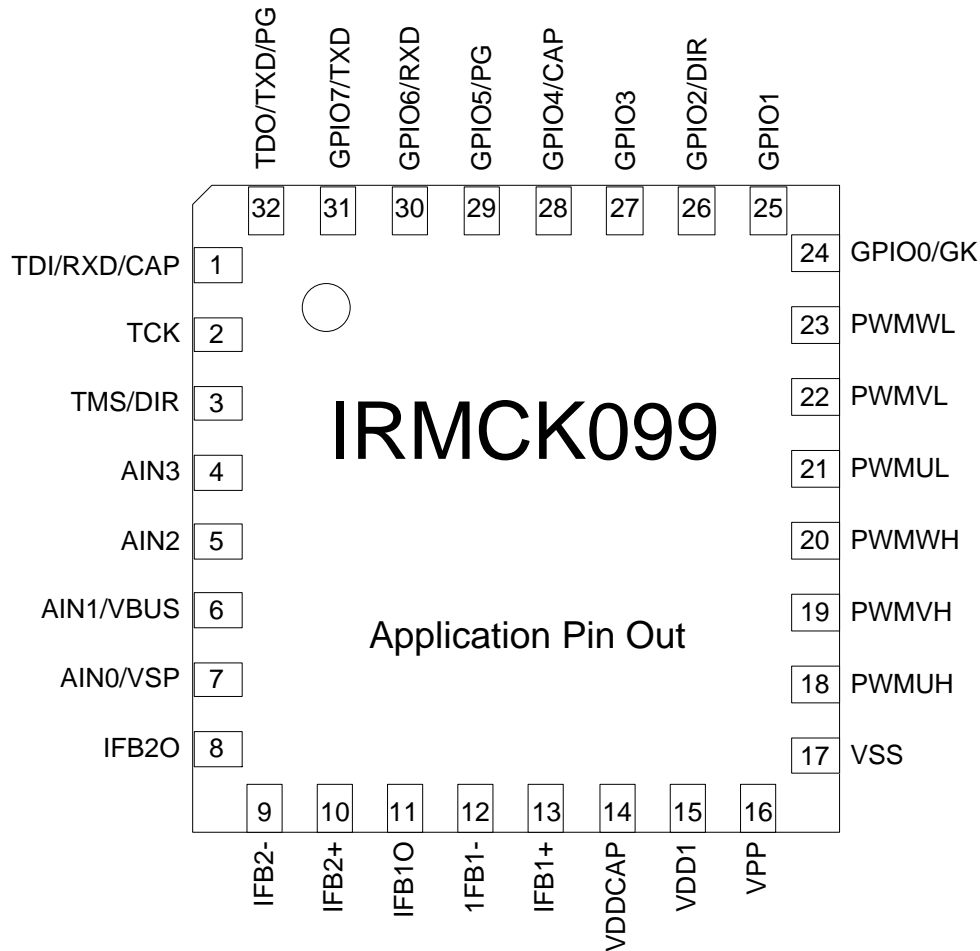 TDO/TXD/PG
GPIO7/TXD
GPIO6/RXD
GPIO5/PG
GPIO4/CAP
GPIO3
GPIO2/DIR
GPIO1
32
31
30
29
28
27
26
25
TDI/RXD/CAP 1
TCK 2
TMS/DIR 3
AIN3 4
AIN2 5
AIN1/VBUS 6
AIN0/VSP 7
IFB2O 8
IRMCK099
Application Pin Out
24 GPIO0/GK
23 PWMWL
22 PWMVL
21 PWMUL
20 PWMWH
19 PWMVH
18 PWMUH
17 VSS
9
10
11
12
13
14
15
16
IFB2-
IFB2+
IFB1O
1FB1-
IFB1+
VDDCAP
VDD1
VPP